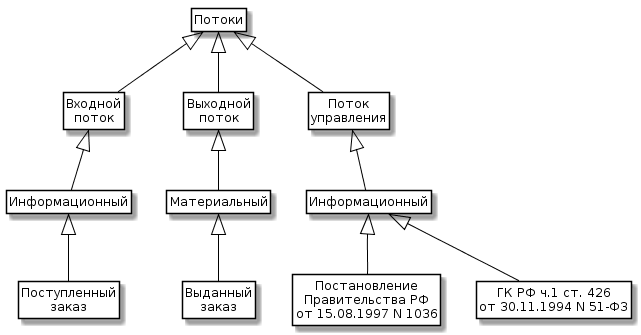 Потоки
Входной
поток
Выходной
поток
Поток
управления
Информационный
Материальный
Информационный
Поступленный
заказ
Выданный
заказ
Постановление
Правительства РФ
от 15.08.1997 N 1036
ГК РФ ч.1 ст. 426
от 30.11.1994 N 51-ФЗ